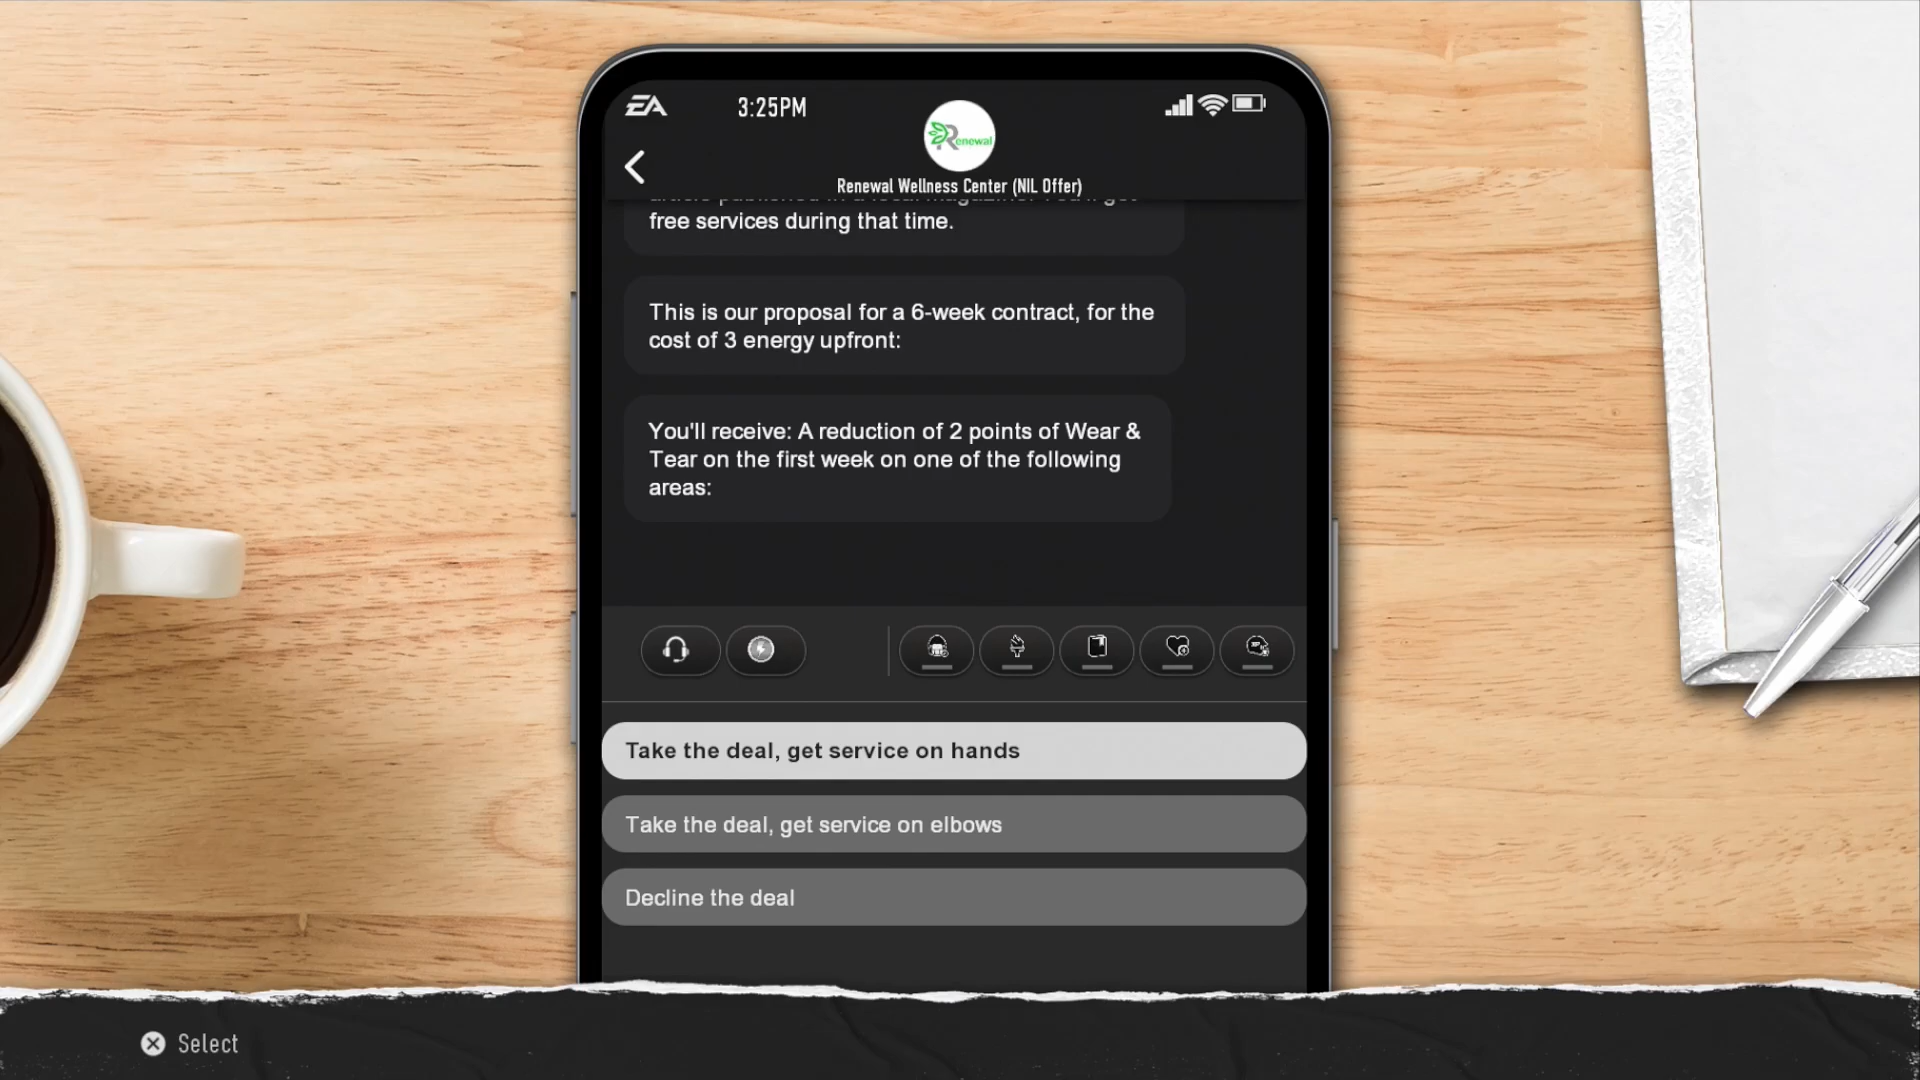 EA
3:25PM
Renewal
Renewal Wellness Center (NIL Offer)
free services during that time.
This is our proposal for a 6-week contract, for the
cost of 3 energy upfront:
You'll receive: A reduction of 2 points of Wear &
Tear on the first week on one of the following
areas:
Take the deal, get service on hands
Take the deal, get service on elbows
Decline the deal
Select